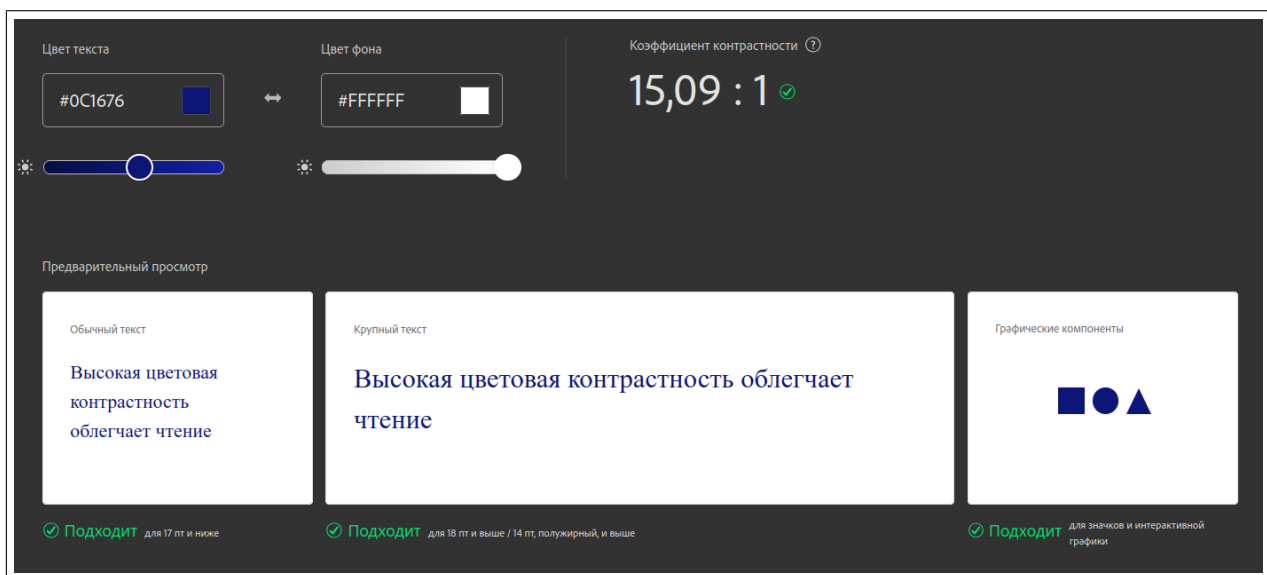 Цвет текста
Цвет фона
Коэффициент контрастности ?
#0C1676
#FFFFFF
15,09 : 1
Предварительный просмотр
Обычный текст
Высокая цветовая
контрастность
облегчает чтение
Крупный текст
Высокая цветовая контрастность облегчает
чтение
Графические компоненты
Подходит для 17 пт и ниже
Подходит для 18 пт и выше / 14 пт, полужирный, и выше
Подходит для значков и интерактивной
графики